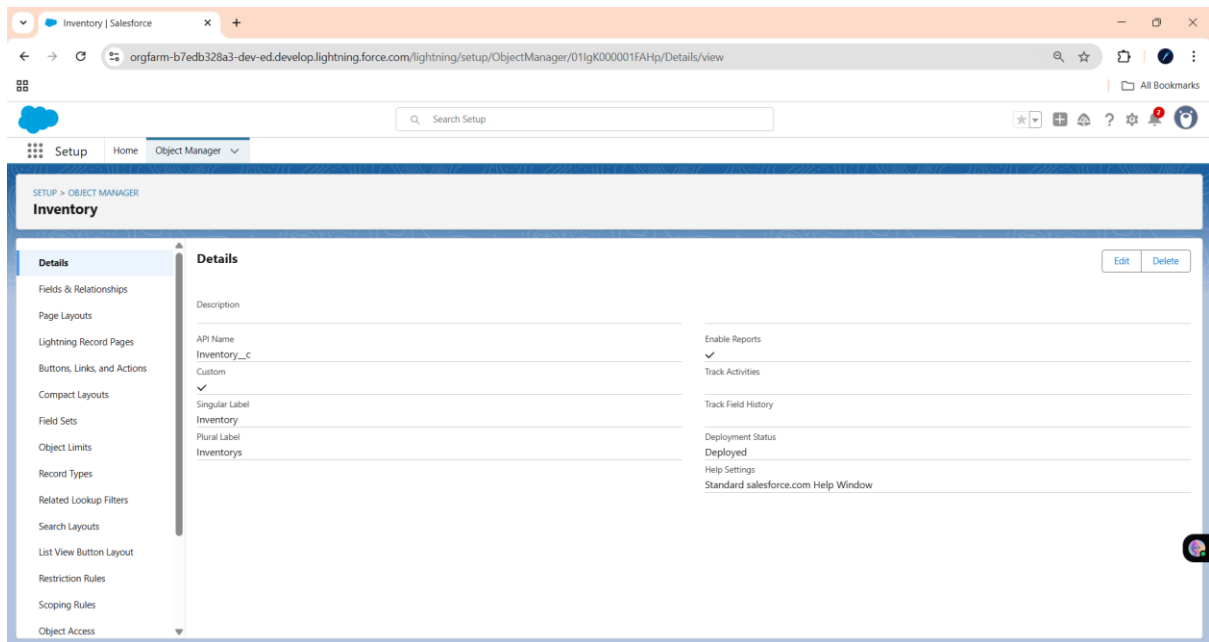 Inventory | Salesforce
orgfarm-b7edb328a3-dev-ed.develop.lightning.force.com/lightning/setup/ObjectManager/01IgK000001FAHp/Details/view
All Bookmarks
Search Setup
2
Setup Home Object Manager
SETUP > OBJECT MANAGER
Inventory
Details
Fields & Relationships
Page Layouts
Lightning Record Pages
Buttons, Links, and Actions
Compact Layouts
Field Sets
Object Limits
Record Types
Related Lookup Filters
Search Layouts
List View Button Layout
Restriction Rules
Scoping Rules
Object Access
Details
Edit Delete
Description
API Name
Inventory__c
Custom
Singular Label
Inventory
Plural Label
Inventorys
Enable Reports
Track Activities
Track Field History
Deployment Status
Deployed
Help Settings
Standard salesforce.com Help Window